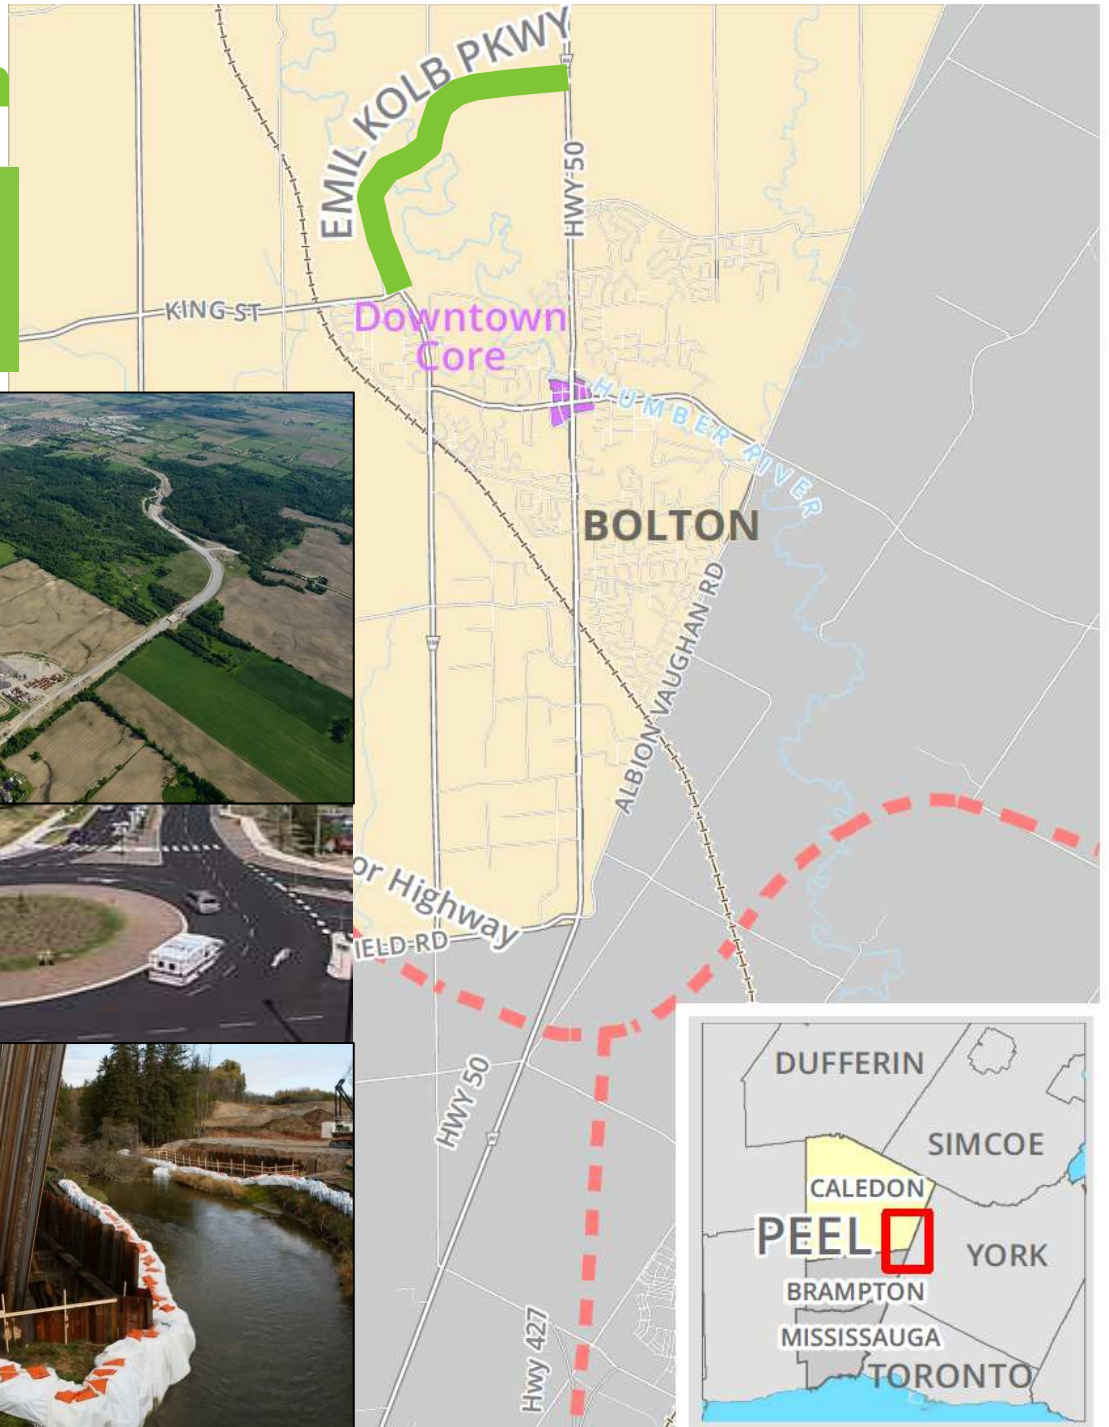 EMIL KOLB PKWY
HWY 50
KING ST
Downtown
Core
HUMBER RIVER
BOLTON
ALBION VAUGHAN RD
or Highway
IELD RD
HWY 50
Hwy 427
DUFFERIN
SIMCOE
CALEDON
PEEL
YORK
BRAMPTON
MISSISSAUGA
TORONTO